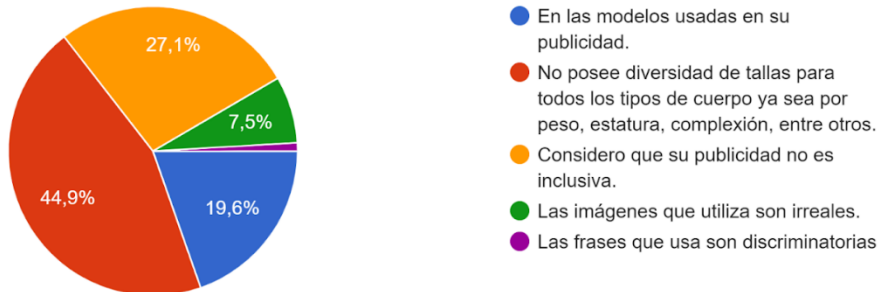 27,1%
7,5%
44,9%
19,6%
En las modelos usadas en su
publicidad.
No posee diversidad de tallas para
todos los tipos de cuerpo ya sea por
peso, estatura, complexión, entre otros.
Considero que su publicidad no es
inclusiva.
Las imágenes que utiliza son irreales.
Las frases que usa son discriminatorias